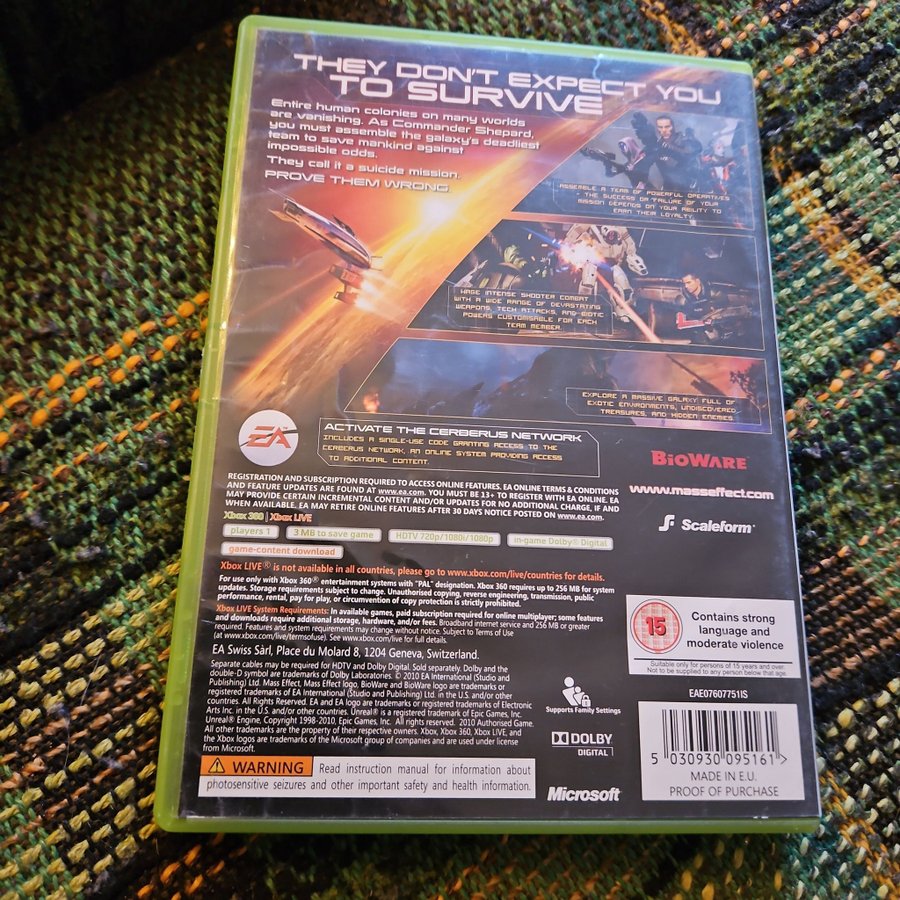 THEY DON'T EXPECT YOU
TO SURVIVE
Entire human colonies on many worlds
are vanishing. As Commander Shepard,
you must assemble the galaxy's deadliest
team to save mankind against
impossible odds.
They call it a suicide mission.
PROVE THEM WRONG
ASSEMBLE A TEAM OF POWERFUL OPERATIVES
- THE SUCCESS OR FAILURE OF YOUR
MISSION DEPENDS ON YOUR ABILITY TO
EARN THEIR LOYALTY.
WAGE INTENSE SHOOTER COMBAT
WITH A WIDE RANGE OF DEVASTATING
WEAPONS, TECH ATTACKS, AND BIOTIC
POWERS CUSTOMISABLE FOR EACH
TEAM MEMBER.
EXPLORE A MASSIVE GALAXY FULL OF
EXOTIC ENVIRONMENTS, UNDISCOVERED
TREASURES, AND HIDDEN ENEMIES
EA™
ACTIVATE THE CERBERUS NETWORK
INCLUDES A SINGLE-USE CODE GRANTING ACCESS TO THE
CERBERUS NETWORK, AN ONLINE SYSTEM PROVIDING ACCESS
TO ADDITIONAL CONTENT.
BIOWARE
www.masseffect.com
Scaleform
REGISTRATION AND SUBSCRIPTION REQUIRED TO ACCESS ONLINE FEATURES. EA ONLINE TERMS & CONDITIONS
AND FEATURE UPDATES ARE FOUND AT www.ea.com. YOU MUST BE 13+ TO REGISTER WITH EA ONLINE. EA
MAY PROVIDE CERTAIN INCREMENTAL CONTENT AND/OR UPDATES FOR NO ADDITIONAL CHARGE, IF AND
WHEN AVAILABLE. EA MAY RETIRE ONLINE FEATURES AFTER 30 DAYS NOTICE POSTED ON www.ea.com.
Xbox 360 | Xbox LIVE
players 1
3 MB to save game
HDTV 720p/1080i/1080p
in-game Dolby® Digital
game-content download
Xbox LIVE® is not available in all countries, please go to www.xbox.com/live/countries for details.
For use only with Xbox 360® entertainment systems with "PAL" designation. Xbox 360 requires up to 256 MB for system
updates. Storage requirements subject to change. Unauthorised copying, reverse engineering, transmission, public
performance, rental, pay for play, or circumvention of copy protection is strictly prohibited.
Xbox LIVE System Requirements: In available games, paid subscription required for online multiplayer; some features
and downloads require additional storage, hardware, and/or fees. Broadband internet service and 256 MB or greater
required. Features and system requirements may change without notice. Subject to Terms of Use
(at www.xbox.com/live/termsofuse). See www.xbox.com/live for full details.
EA Swiss Sàrl, Place du Molard 8, 1204 Geneva, Switzerland.
Separate cables may be required for HDTV and Dolby Digital. Sold separately. Dolby and the
double-D symbol are trademarks of Dolby Laboratories. © 2010 EA International (Studio and
Publishing) Ltd. Mass Effect, Mass Effect logo, BioWare and BioWare logo are trademarks or
registered trademarks of EA International (Studio and Publishing) Ltd. in the U.S. and/or other
countries. All Rights Reserved. EA and EA logo are trademarks or registered trademarks of Electronic
Arts Inc. in the U.S. and/or other countries. Unreal® is a registered trademark of Epic Games, Inc.
Unreal® Engine, Copyright 1998-2010, Epic Games, Inc. All rights reserved. 2010 Authorised Game.
All other trademarks are the property of their respective owners. Xbox, Xbox 360, Xbox LIVE, and
the Xbox logos are trademarks of the Microsoft group of companies and are used under license
from Microsoft.
15
Contains strong
language and
moderate violence
Suitable only for persons of 15 years and over.
Not to be supplied to any person below that age.
EAE07607751IS
Supports Family Settings
DOLBY
DIGITAL
5 030930 095161 >
MADE IN E.U.
PROOF OF PURCHASE
WARNING Read instruction manual for information about
photosensitive seizures and other important safety and health information.
Microsoft